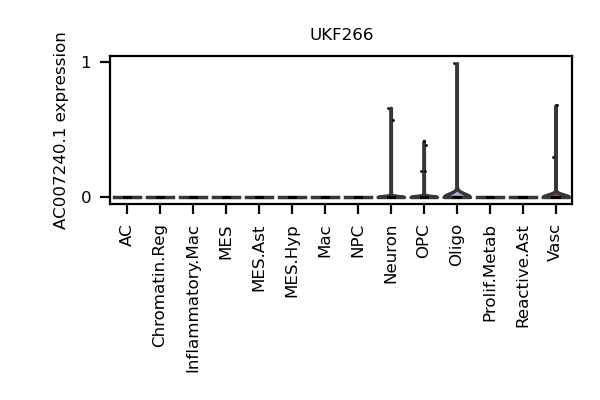 UKF266
AC007240.1 expression
1
0
AC
Chromatin.Reg
Inflammatory.Mac
MES
MES.Ast
MES.Hyp
Mac
NPC
Neuron
OPC
Oligo
Prolif.Metab
Reactive.Ast
Vasc